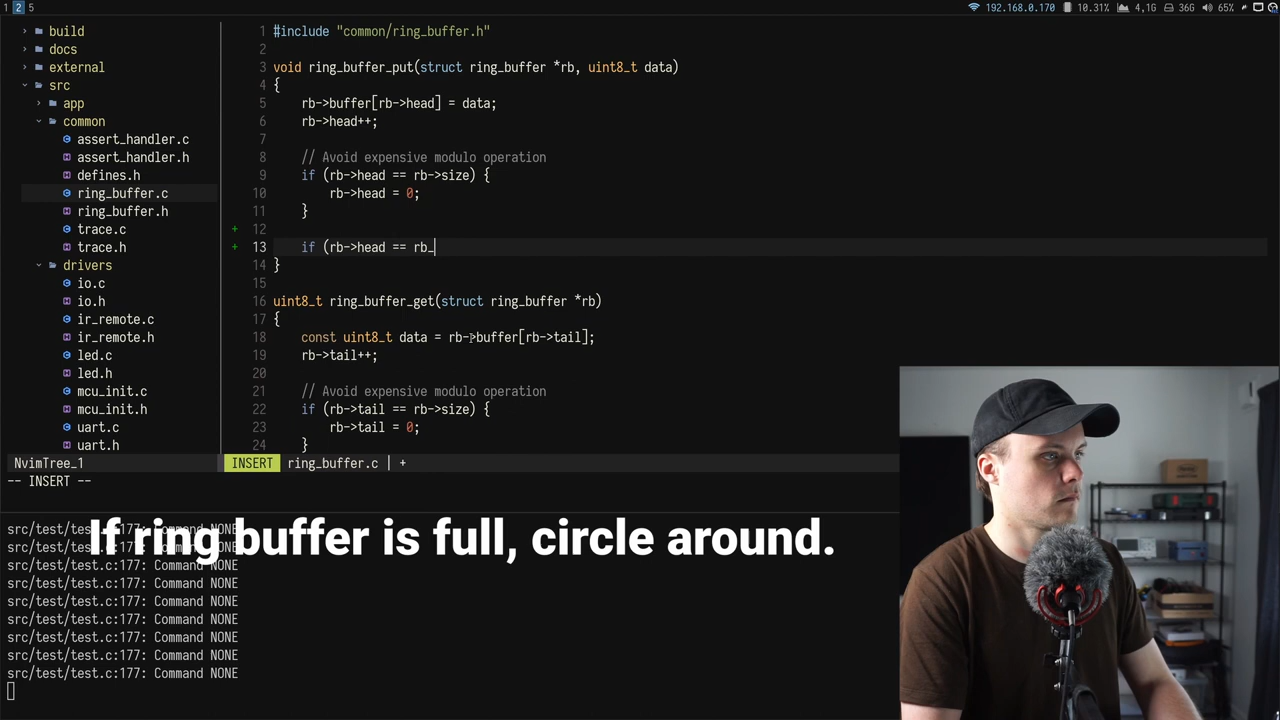 1 2 5
192.168.0.170 10.31% 4,1G 36G 65%
build
docs
external
src
app
common
assert_handler.c
assert_handler.h
defines.h
ring_buffer.c
ring_buffer.h
trace.c
trace.h
drivers
io.c
io.h
ir_remote.c
ir_remote.h
led.c
led.h
mcu_init.c
mcu_init.h
uart.c
uart.h
1 #include "common/ring_buffer.h"
2
3 void ring_buffer_put(struct ring_buffer *rb, uint8_t data)
4 {
5 rb->buffer[rb->head] = data;
6 rb->head++;
7
8 // Avoid expensive modulo operation
9 if (rb->head == rb->size) {
10 rb->head = 0;
11 }
+ 12
+ 13 if (rb->head == rb_
14 }
15
16 uint8_t ring_buffer_get(struct ring_buffer *rb)
17 {
18 const uint8_t data = rb->buffer[rb->tail];
19 rb->tail++;
20
21 // Avoid expensive modulo operation
22 if (rb->tail == rb->size) {
23 rb->tail = 0;
24 }
NvimTree_1 INSERT ring_buffer.c | +
-- INSERT --
src/test/test.c:177: Command NONE
If ring buffer is full, circle around.
src/test/test.c:177: Command NONE
src/test/test.c:177: Command NONE
src/test/test.c:177: Command NONE
src/test/test.c:177: Command NONE
src/test/test.c:177: Command NONE
src/test/test.c:177: Command NONE
src/test/test.c:177: Command NONE
src/test/test.c:177: Command NONE